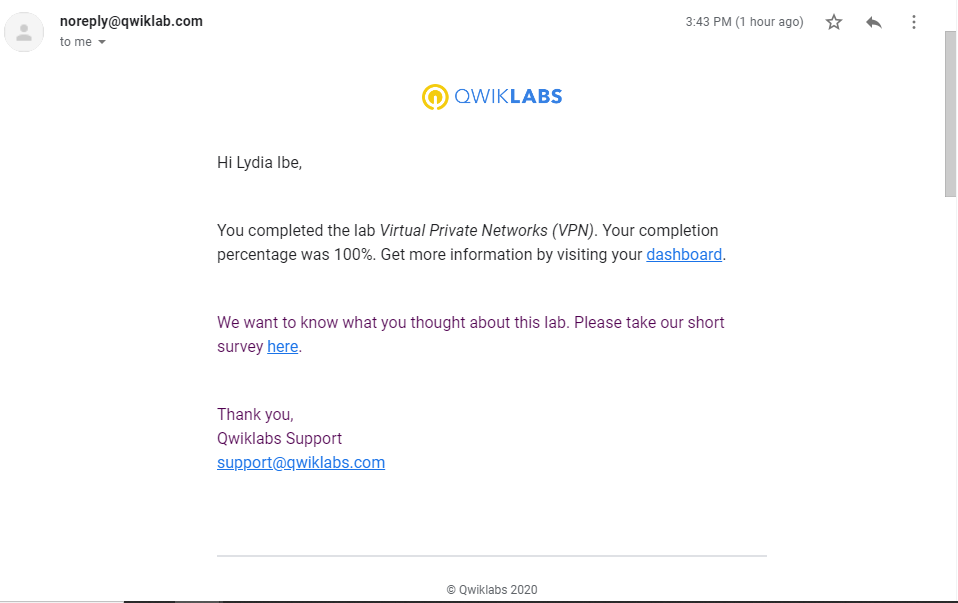 noreply@qwiklab.com
3:43 PM (1 hour ago)
to me
QWIKLABS
Hi Lydia Ibe,
You completed the lab Virtual Private Networks (VPN). Your completion
percentage was 100%. Get more information by visiting your dashboard.
We want to know what you thought about this lab. Please take our short
survey here.
Thank you,
Qwiklabs Support
support@qwiklabs.com
© Qwiklabs 2020